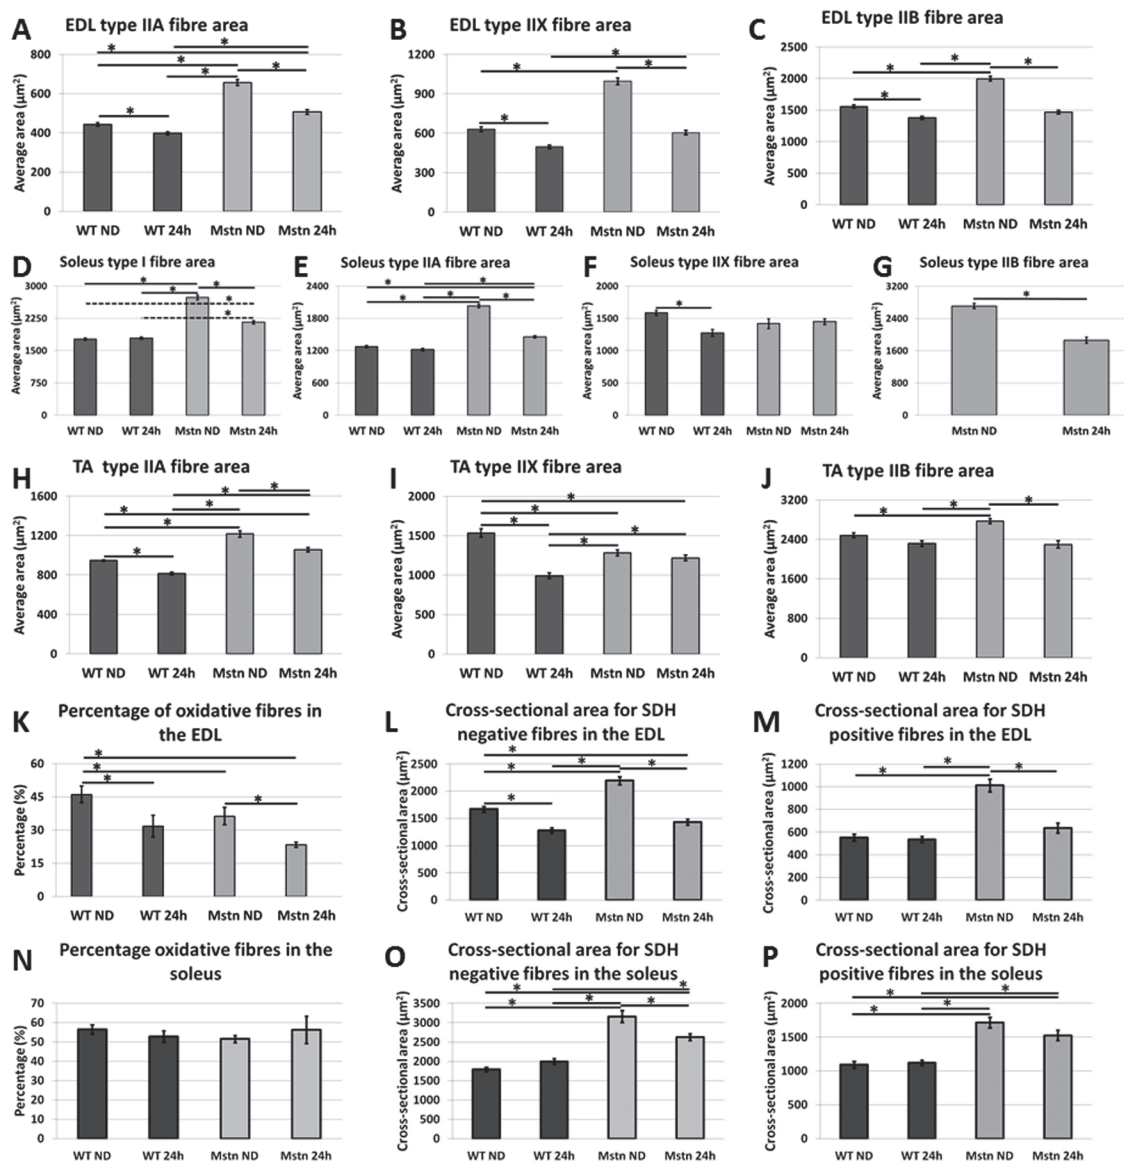 A EDL type IIA fibre area
Average area (µm²)
800
600
400
200
0
* * * * * *
WT ND WT 24h Mstn ND Mstn 24h
B EDL type IIX fibre area
Average area (µm²)
1200
900
600
300
0
* * * *
WT ND WT 24h Mstn ND Mstn 24h
C EDL type IIB fibre area
Average area (µm²)
2500
2000
1500
1000
500
0
* * * *
WT ND WT 24h Mstn ND Mstn 24h
D Soleus type I fibre area
Average area (µm²)
3000
2250
1500
750
0
* * * * *
WT ND WT 24h Mstn ND Mstn 24h
E Soleus type IIA fibre area
Average area (µm²)
2400
1800
1200
600
0
* * * * *
WT ND WT 24h Mstn ND Mstn 24h
F Soleus type IIX fibre area
Average area (µm²)
2000
1500
1000
500
0
*
WT ND WT 24h Mstn ND Mstn 24h
G Soleus type IIB fibre area
Average area (µm²)
3200
2400
1600
800
0
*
Mstn ND Mstn 24h
H TA type IIA fibre area
Average area (µm²)
1600
1200
800
400
0
* * * * * *
WT ND WT 24h Mstn ND Mstn 24h
I TA type IIX fibre area
Average area (µm²)
2000
1500
1000
500
0
* * * * *
WT ND WT 24h Mstn ND Mstn 24h
J TA type IIB fibre area
Average area (µm²)
3200
2400
1600
800
0
* * *
WT ND WT 24h Mstn ND Mstn 24h
K Percentage of oxidative fibres in
the EDL
Percentage (%)
60
45
30
15
0
* * * *
WT ND WT 24h Mstn ND Mstn 24h
L Cross-sectional area for SDH
negative fibres in the EDL
Cross-sectional area (µm²)
2500
2000
1500
1000
500
0
* * * * *
WT ND WT 24h Mstn ND Mstn 24h
M Cross-sectional area for SDH
positive fibres in the EDL
Cross-sectional area (µm²)
1200
1000
800
600
400
200
0
* * *
WT ND WT 24h Mstn ND Mstn 24h
N Percentage oxidative fibres in the
soleus
Percentage (%)
70
60
50
40
30
20
10
0
WT ND WT 24h Mstn ND Mstn 24h
O Cross-sectional area for SDH
negative fibres in the soleus
Cross-sectional area (µm²)
3500
3000
2500
2000
1500
1000
500
0
* * * * *
WT ND WT 24h Mstn ND Mstn 24h
P Cross-sectional area for SDH
positive fibres in the soleus
Cross-sectional area (µm²)
2000
1500
1000
500
0
* * * *
WT ND WT 24h Mstn ND Mstn 24h